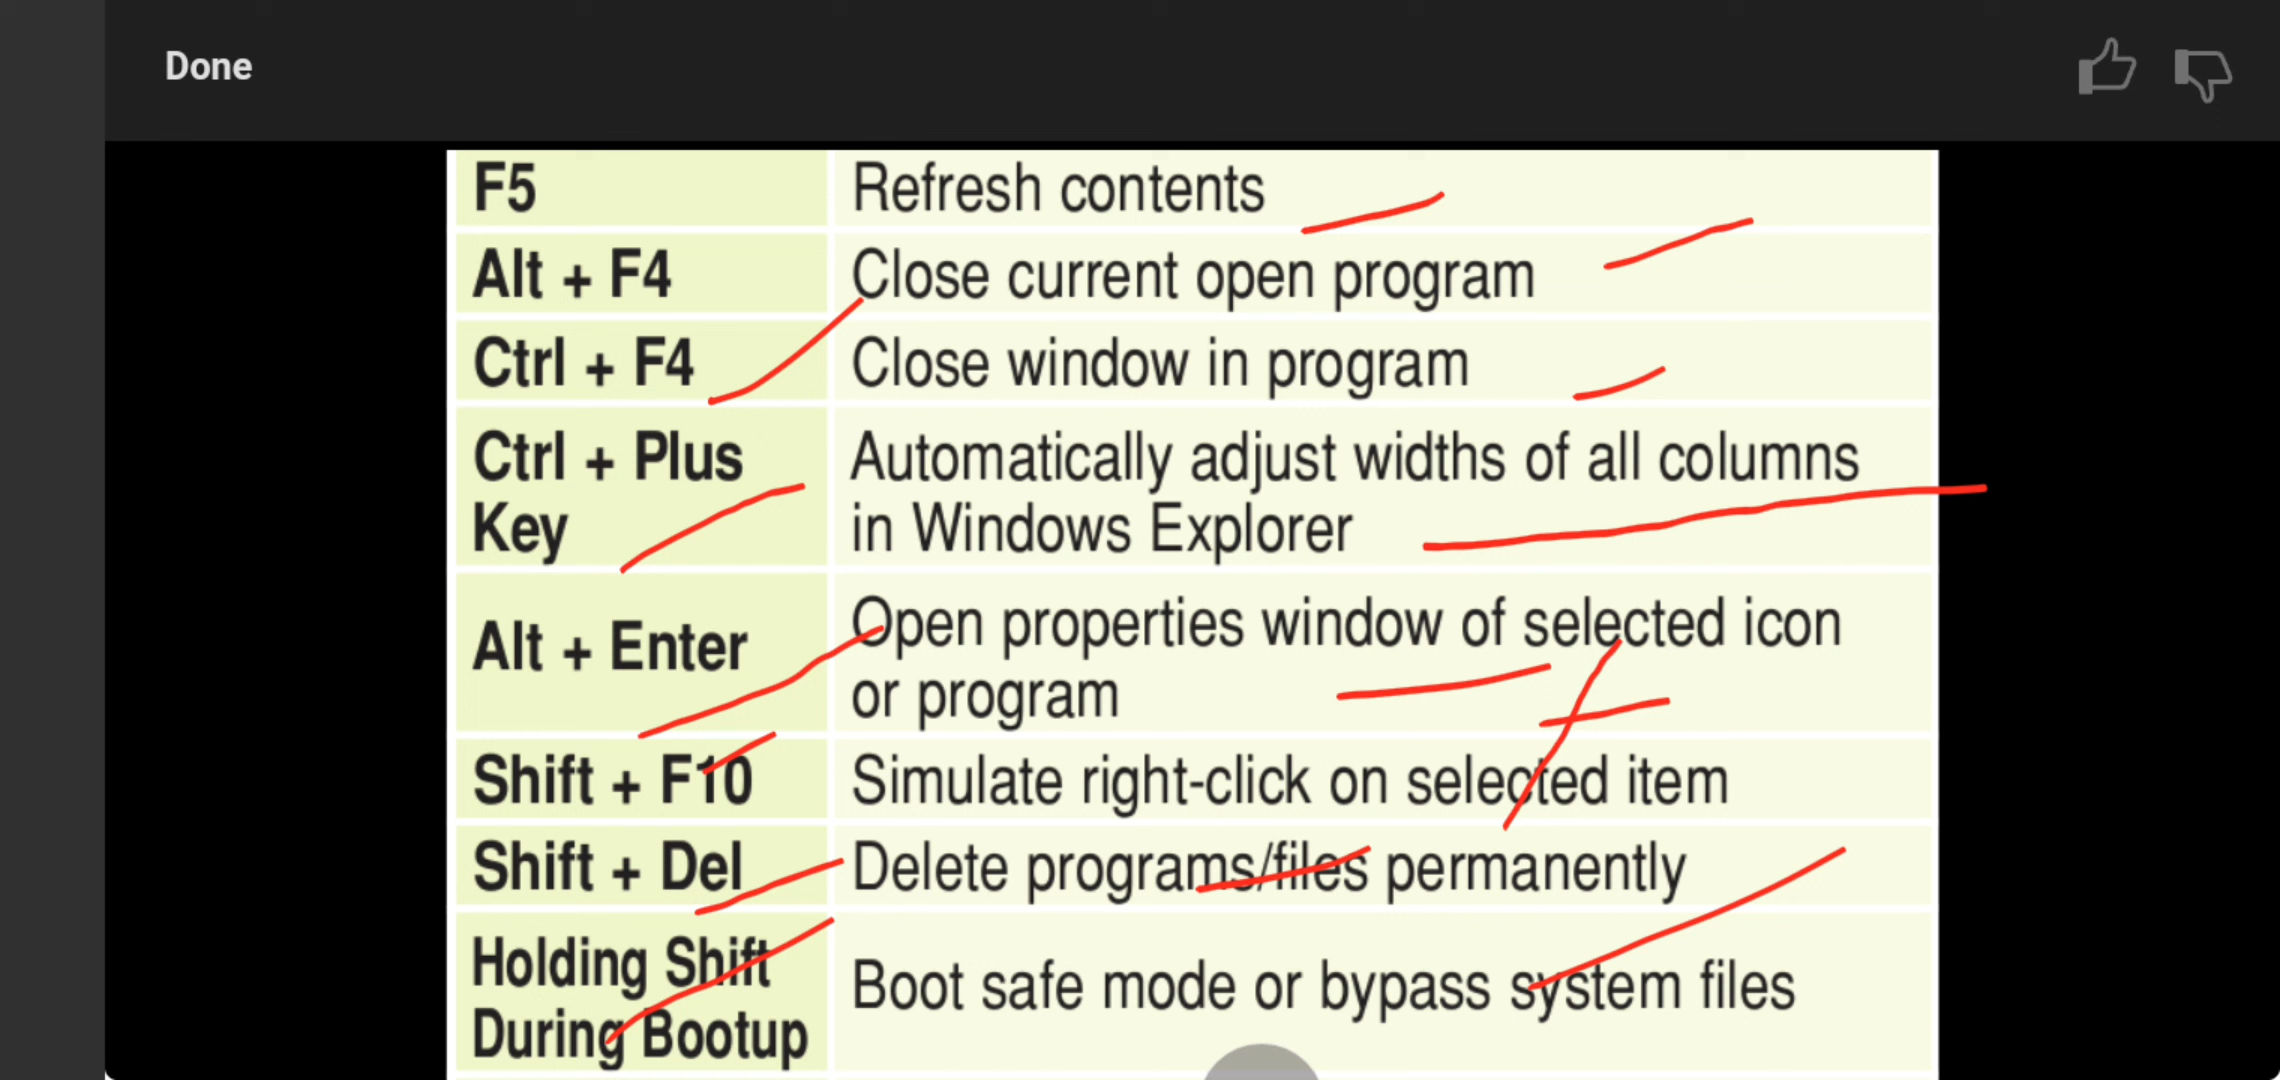 Done
F5 Refresh contents
Alt + F4 Close current open program
Ctrl + F4 Close window in program
Ctrl + Plus Automatically adjust widths of all columns
Key in Windows Explorer
Alt + Enter Open properties window of selected icon
or program
Shift + F10 Simulate right-click on selected item
Shift + Del Delete programs/files permanently
Holding Shift
During Bootup Boot safe mode or bypass system files